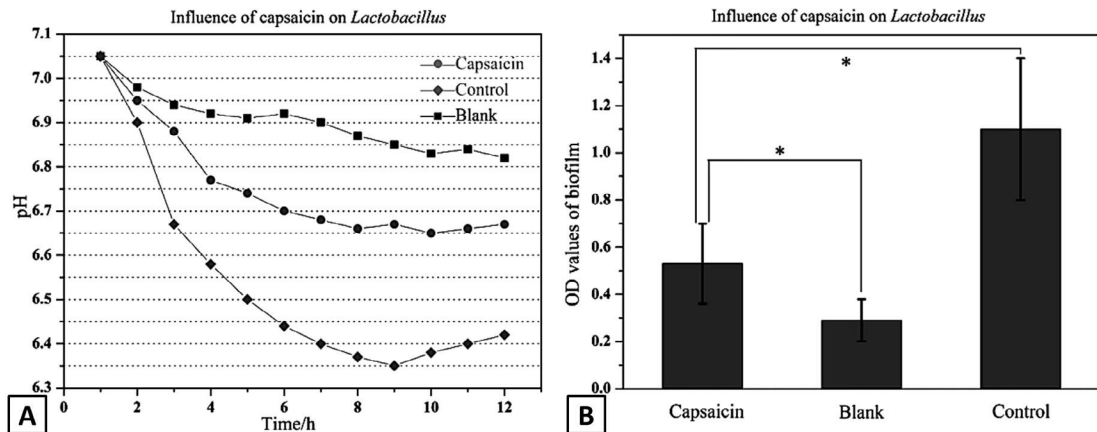 Influence of capsaicin on Lactobacillus
7.1
7.0
6.9
6.8
6.7
6.6
6.5
6.4
6.3
pH
Capsaicin
Control
Blank
0 2 4 6 8 10 12
Time/h
A
Influence of capsaicin on Lactobacillus
1.4
1.2
1.0
0.8
0.6
0.4
0.2
0.0
OD values of biofilm
*
*
Capsaicin Blank Control
B